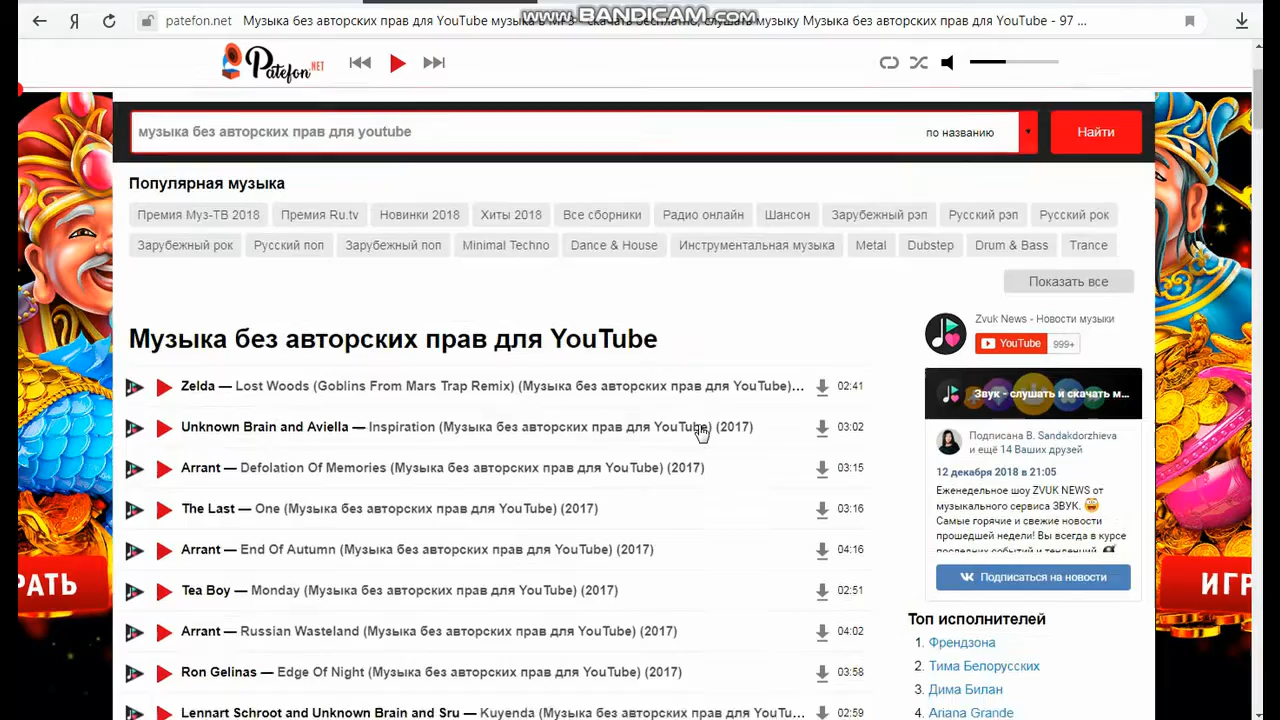 www.BANDICAM.com
Я patefon.net Музыка без авторских прав для YouTube музыка в MP3 - скачать бесплатно, слушать музыку Музыка без авторских прав для YouTube - 97 ...
Patefon.NET
музыка без авторских прав для youtube по названию Найти
Популярная музыка
Премия Муз-ТВ 2018 Премия Ru.tv Новинки 2018 Хиты 2018 Все сборники Радио онлайн Шансон Зарубежный рэп Русский рэп Русский рок
Зарубежный рок Русский поп Зарубежный поп Minimal Techno Dance & House Инструментальная музыка Metal Dubstep Drum & Bass Trance
Показать все
Музыка без авторских прав для YouTube
Zelda — Lost Woods (Goblins From Mars Trap Remix) (Музыка без авторских прав для YouTube)... 02:41
Unknown Brain and Aviella — Inspiration (Музыка без авторских прав для YouTube) (2017) 03:02
Arrant — Defolation Of Memories (Музыка без авторских прав для YouTube) (2017) 03:15
The Last — One (Музыка без авторских прав для YouTube) (2017) 03:16
Arrant — End Of Autumn (Музыка без авторских прав для YouTube) (2017) 04:16
Tea Boy — Monday (Музыка без авторских прав для YouTube) (2017) 02:51
Arrant — Russian Wasteland (Музыка без авторских прав для YouTube) (2017) 04:02
Ron Gelinas — Edge Of Night (Музыка без авторских прав для YouTube) (2017) 03:58
Lennart Schroot and Unknown Brain and Sru — Kuyenda (Музыка без авторских прав для YouTu... 02:59
Zvuk News - Новости музыки
YouTube 999+
Звук - слушать и скачать м...
Подписана B. Sandakdorzhieva
и ещё 14 Ваших друзей
12 декабря 2018 в 21:05
Еженедельное шоу ZVUK NEWS от
музыкального сервиса ЗВУК.
Самые горячие и свежие новости
прошедшей недели! Вы всегда в курсе
последних событий и тенденций.
Подписаться на новости
Топ исполнителей
1. Френдзона
2. Тима Белорусских
3. Дима Билан
4. Ariana Grande
РАТЬ
ИГР